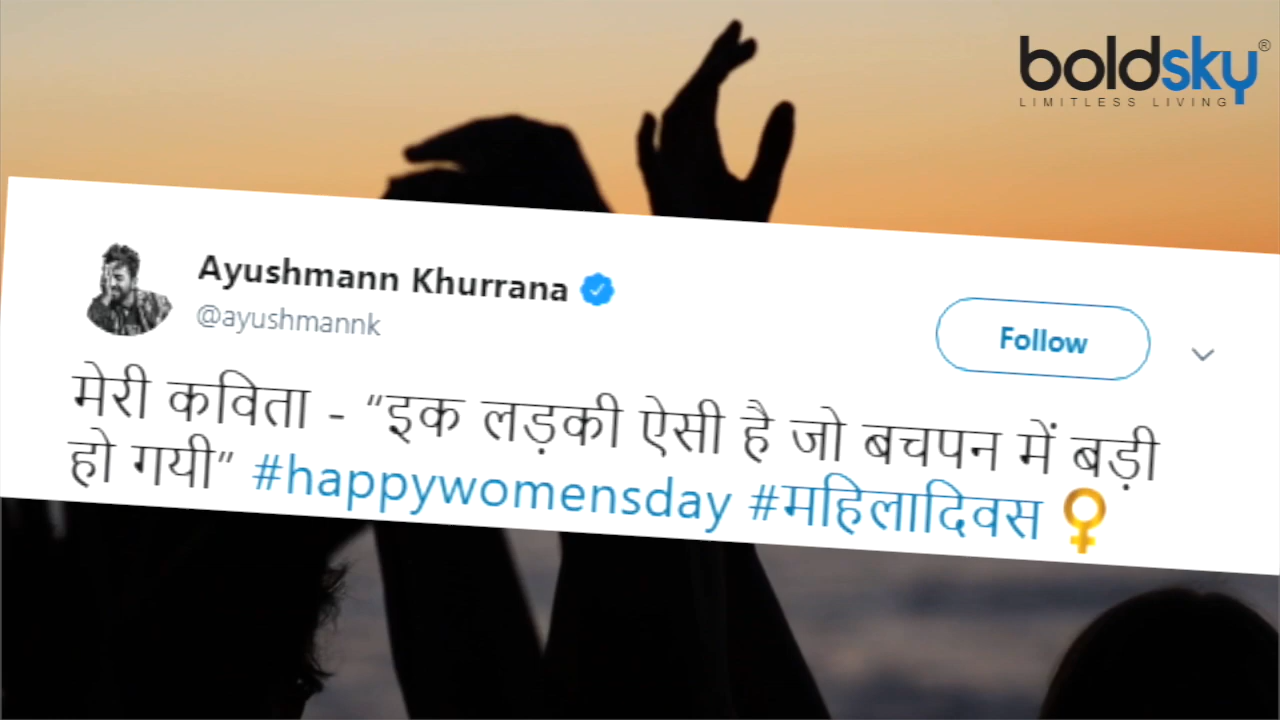 boldsky®
LIMITLESS LIVING
Ayushmann Khurrana
@ayushmannk
Follow
मेरी कविता - “इक लड़की ऐसी है जो बचपन में बड़ी
हो गयी” #happywomensday #महिलादिवस